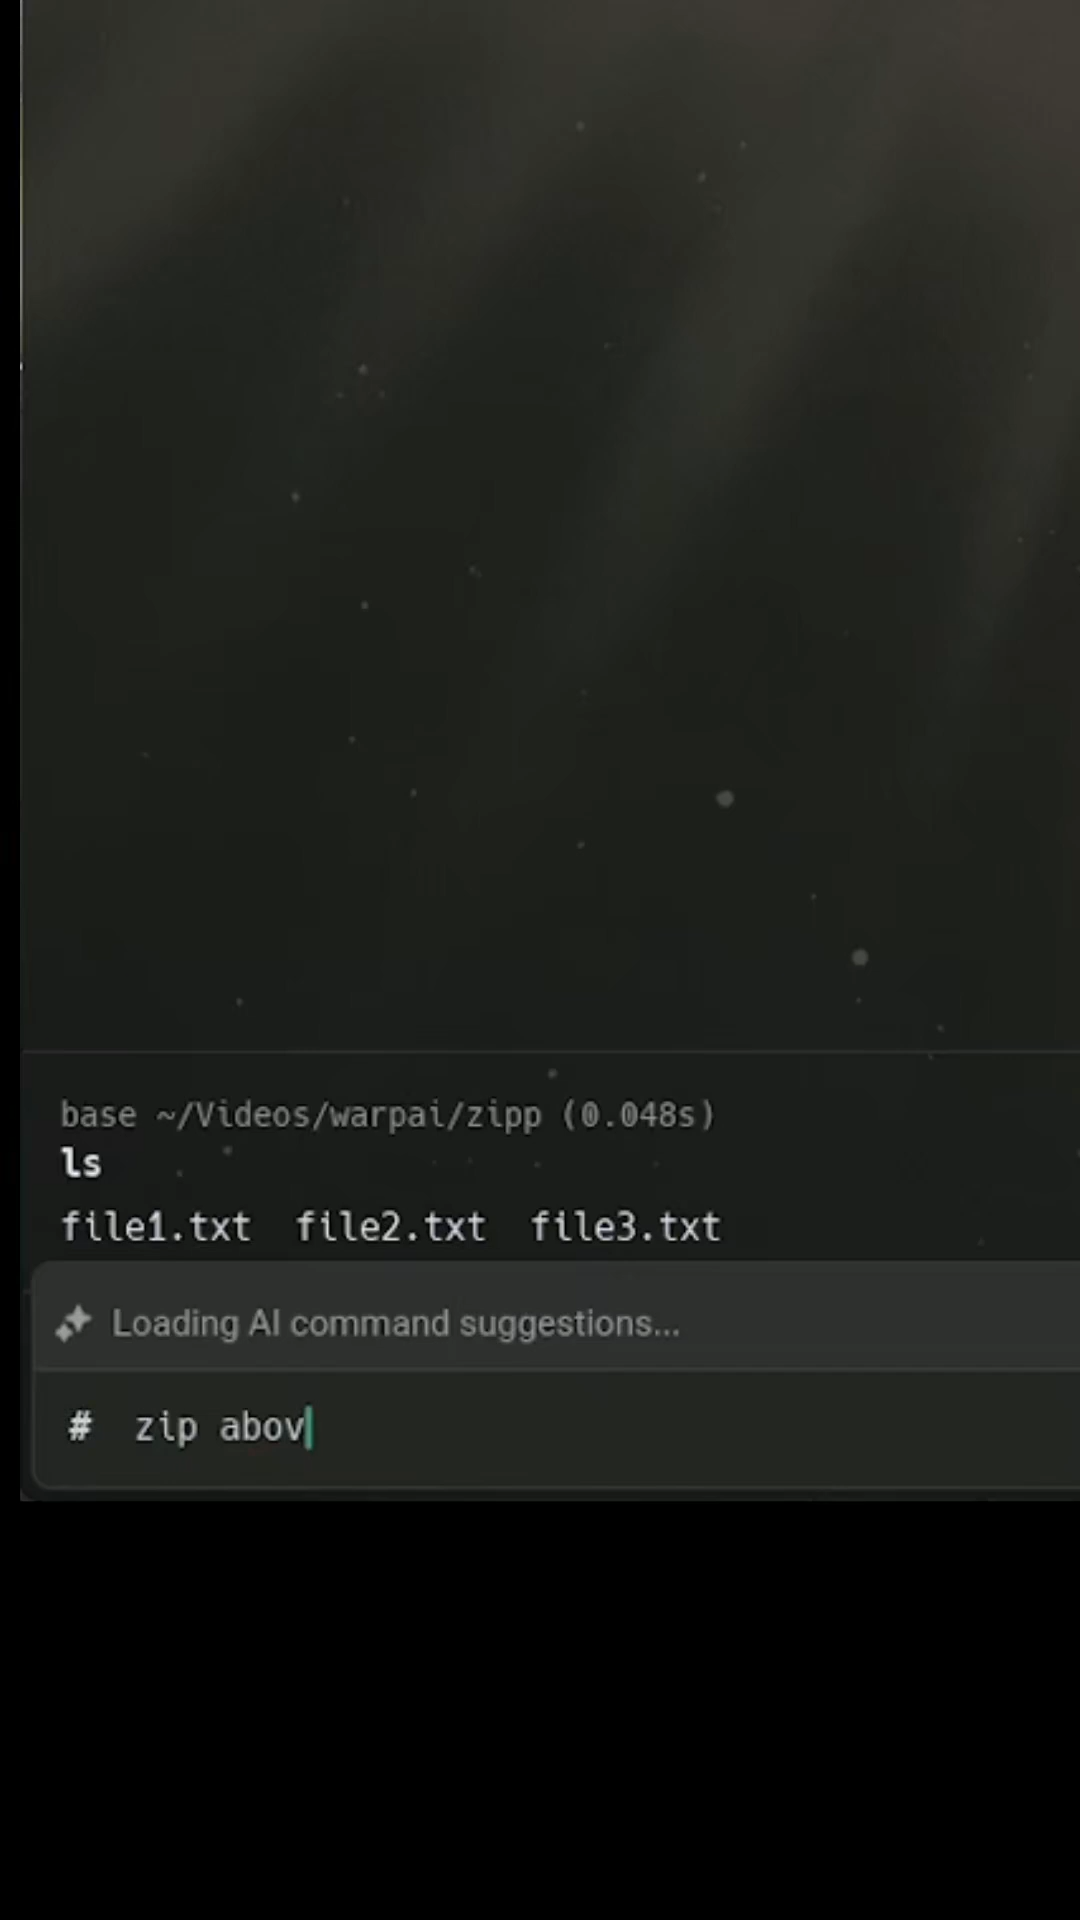 base ~/Videos/warpai/zipp (0.048s)
ls
file1.txt file2.txt file3.txt
Loading AI command suggestions...
# zip abov